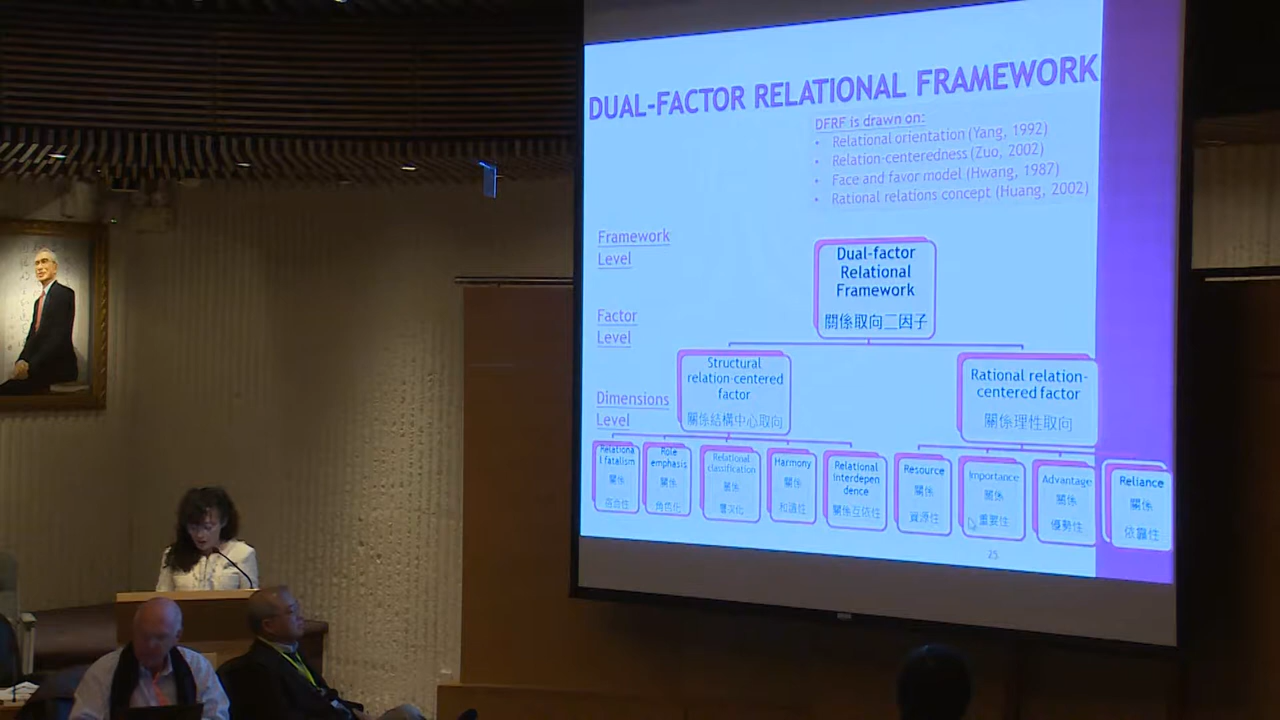 DUAL-FACTOR RELATIONAL FRAMEWORK
DFRF is drawn on:
• Relational orientation (Yang, 1992)
• Relation-centeredness (Zuo, 2002)
• Face and favor model (Hwang, 1987)
• Rational relations concept (Huang, 2002)
Framework
Level
Dual-factor
Relational
Framework
關係取向二因子
Factor
Level
Structural
relation-centered
factor
關係結構中心取向
Rational relation-
centered factor
關係理性取向
Dimensions
Level
Relationa
l fatalism
關係
宿命性
Role
emphasis
關係
角色化
Relational
classification
關係
層次化
Harmony
關係
和諧性
Relational
interdepen
dence
關係互依性
Resource
關係
資源性
Importance
關係
重要性
Advantage
關係
優勢性
Reliance
關係
依靠性
25